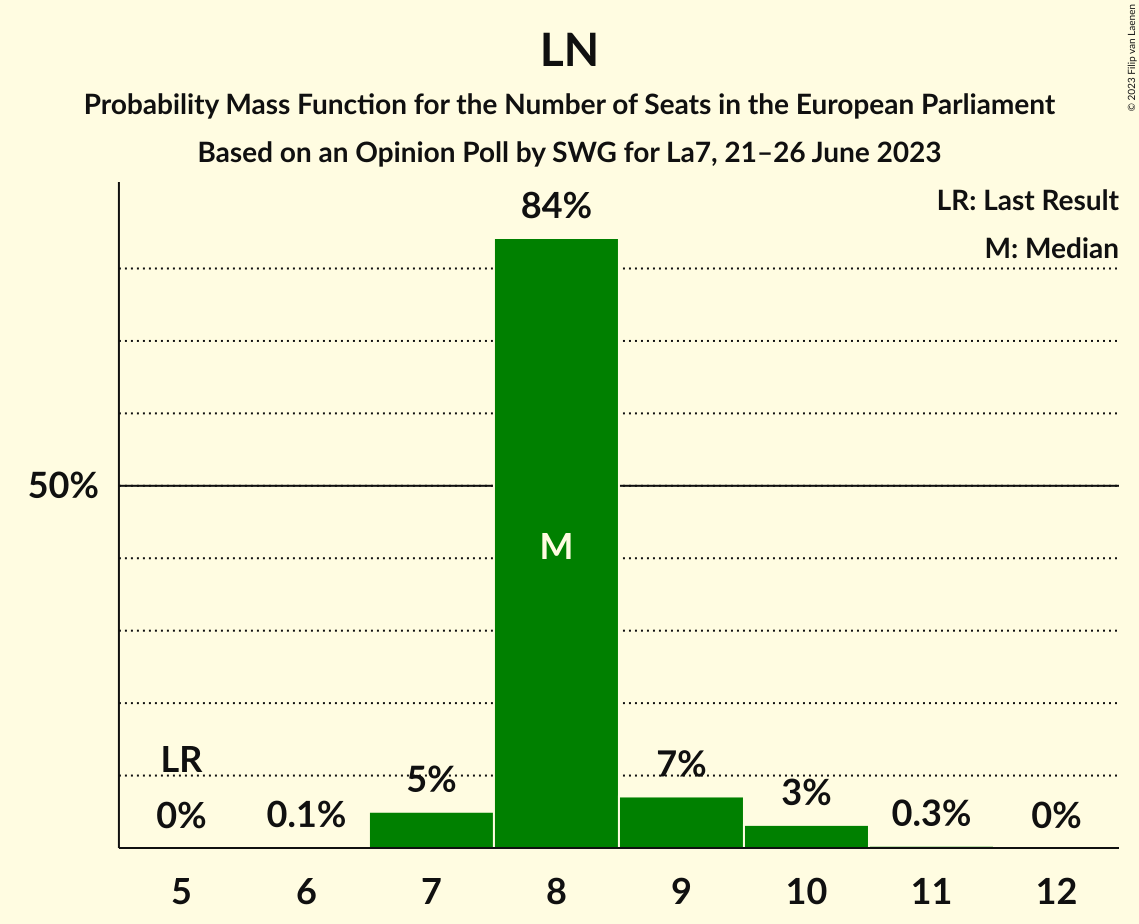 LN
Probability Mass Function for the Number of Seats in the European Parliament
Based on an Opinion Poll by SWG for La7, 21–26 June 2023
© 2023 Filip van Laenen
LR: Last Result
M: Median
84%
50%
M
LR
0%
0.1%
5%
7%
3%
0.3%
0%
5 6 7 8 9 10 11 12